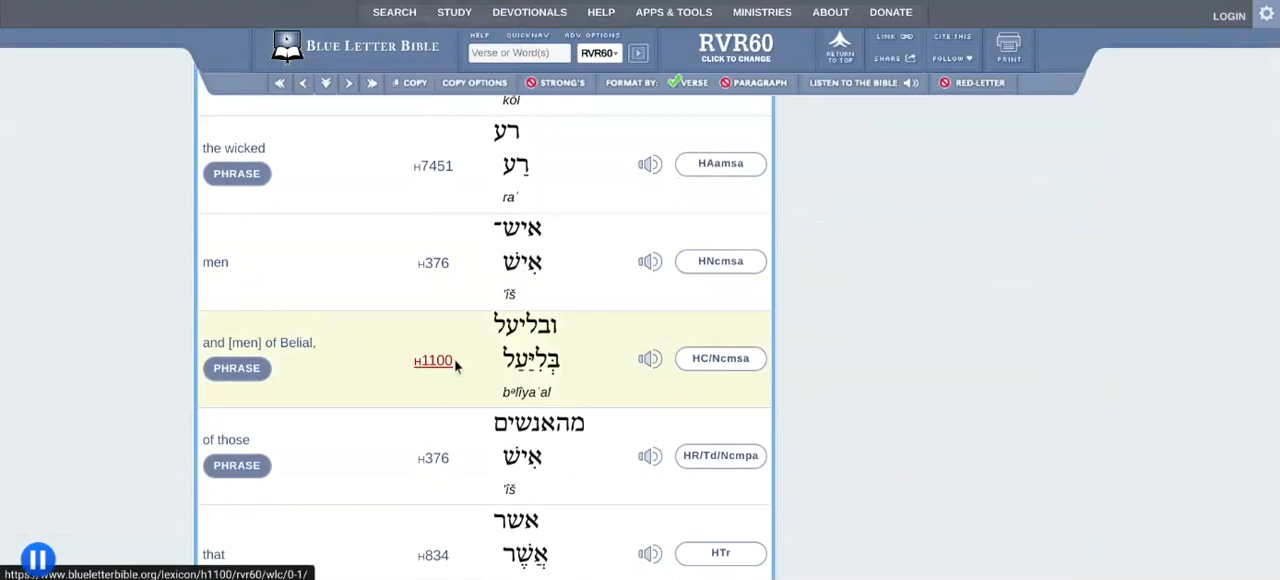 SEARCH STUDY DEVOTIONALS HELP APPS & TOOLS MINISTRIES ABOUT DONATE
LOGIN
BLUE LETTER BIBLE
HELP QUICKNAV ADV. OPTIONS
Verse or Word(s) RVR60
RVR60
CLICK TO CHANGE
RETURN TO TOP
LINK CITE THIS
SHARE FOLLOW
PRINT
COPY COPY OPTIONS STRONG'S FORMAT BY: VERSE PARAGRAPH LISTEN TO THE BIBLE RED-LETTER
kōl
the wicked
PHRASE
H7451
רע
רַע
raʿ
HAamsa
men
H376
איש־
אִישׁ
'îš
HNcmsa
and [men] of Belial,
PHRASE
H1100
ובליעל
בְּלִיַּעַל
bᵊlîyaʿal
HC/Ncmsa
of those
PHRASE
H376
מהאנשים
אִישׁ
'îš
HR/Td/Ncmpa
that
H834
אשר
אֲשֶׁר
HTr
https://www.blueletterbible.org/lexicon/h1100/rvr60/wlc/0-1/